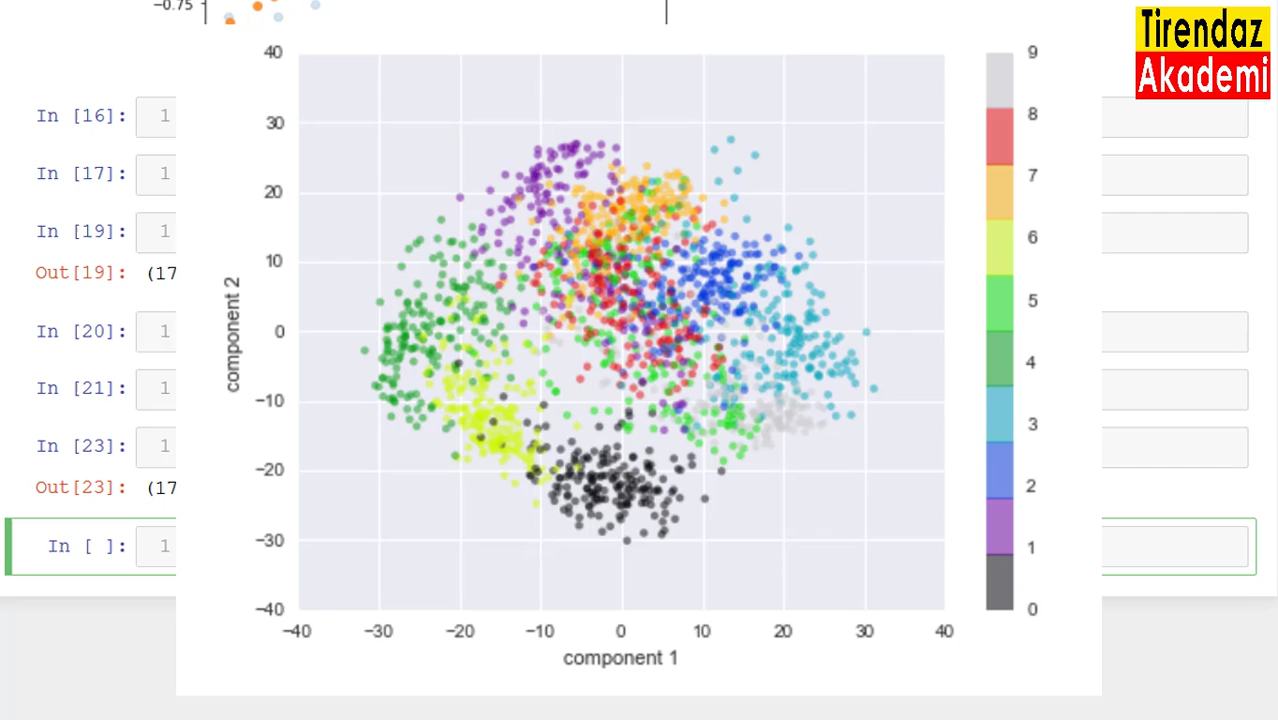 −0.75
Tirendaz
Akademi
In [16]: 1
In [17]: 1
In [19]: 1
Out[19]: (17
In [20]: 1
In [21]: 1
In [23]: 1
Out[23]: (17
In [ ]: 1
component 2
40
30
20
10
0
−10
−20
−30
−40
−40 −30 −20 −10 0 10 20 30 40
component 1
9
8
7
6
5
4
3
2
1
0